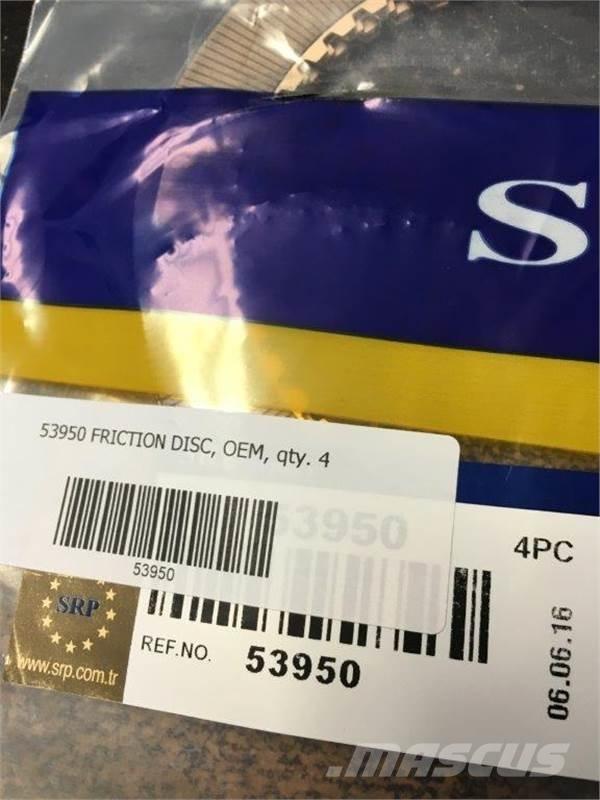 S
53950 FRICTION DISC, OEM, qty. 4
53950
53950
4PC
SRP
www.srp.com.tr
REF.NO. 53950
06.06.16
MASCUS